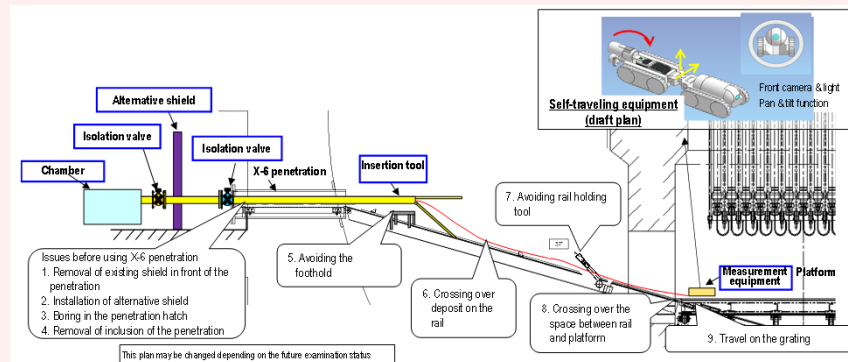 Alternative shield
Isolation valve
Chamber
Isolation valve
X-6 penetration
Insertion tool
Self-traveling equipment
(draft plan)
Front camera & light
Pan & tilt function
Issues before using X-6 penetration
1. Removal of existing shield in front of the
penetration
2. Installation of alternative shield
3. Boring in the penetration hatch
4. Removal of inclusion of the penetration
5. Avoiding the
foothold
6. Crossing over
deposit on the
rail
7. Avoiding rail holding
tool
8. Crossing over the
space between rail
and platform
Measurement
equipment
Platform
9. Travel on the grating
This plan may be changed depending on the future examination status